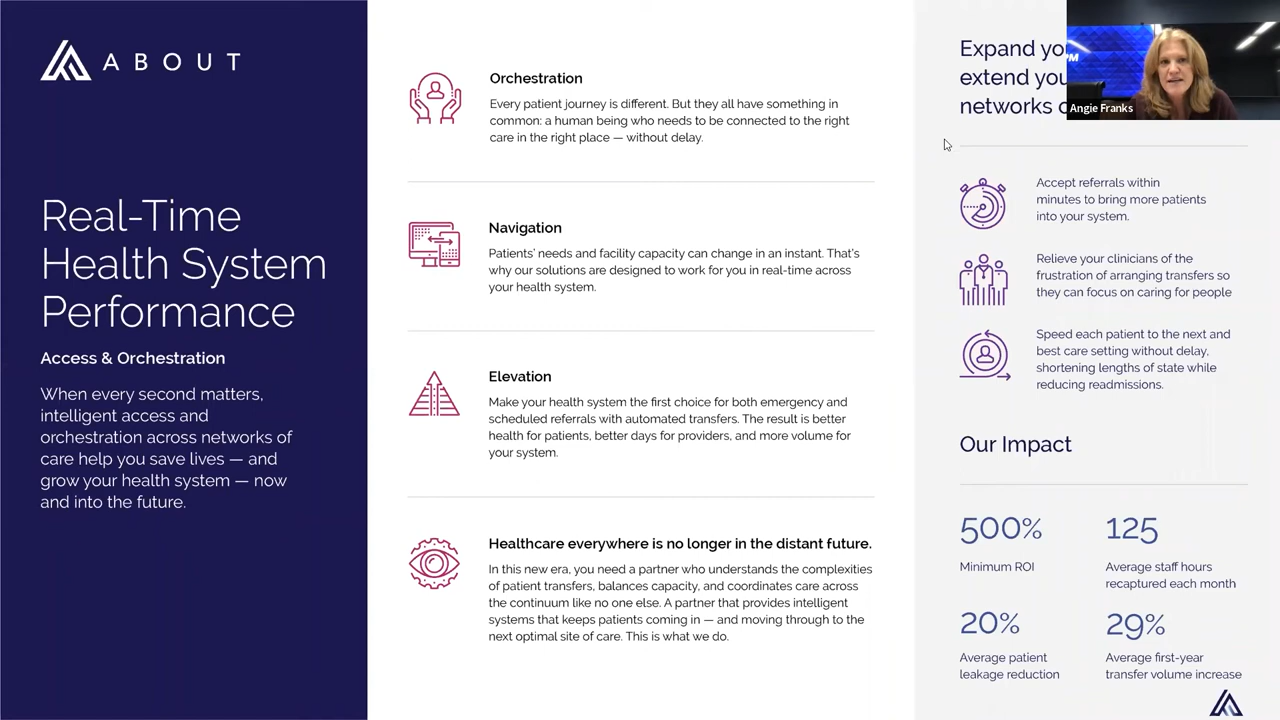 ABOUT
Real-Time
Health System
Performance
Access & Orchestration
When every second matters,
intelligent access and
orchestration across networks of
care help you save lives — and
grow your health system — now
and into the future.
Orchestration
Every patient journey is different. But they all have something in
common: a human being who needs to be connected to the right
care in the right place — without delay.
Navigation
Patients' needs and facility capacity can change in an instant. That's
why our solutions are designed to work for you in real-time across
your health system.
Elevation
Make your health system the first choice for both emergency and
scheduled referrals with automated transfers. The result is better
health for patients, better days for providers, and more volume for
your system.
Healthcare everywhere is no longer in the distant future.
In this new era, you need a partner who understands the complexities
of patient transfers, balances capacity, and coordinates care across
the continuum like no one else. A partner that provides intelligent
systems that keeps patients coming in — and moving through to the
next optimal site of care. This is what we do.
Expand
extend
networks
Angie Franks
Accept referrals within
minutes to bring more patients
into your system.
Relieve your clinicians of the
frustration of arranging transfers so
they can focus on caring for people
Speed each patient to the next and
best care setting without delay,
shortening lengths of state while
reducing readmissions.
Our Impact
500%
Minimum ROI
125
Average staff hours
recaptured each month
20%
Average patient
leakage reduction
29%
Average first-year
transfer volume increase